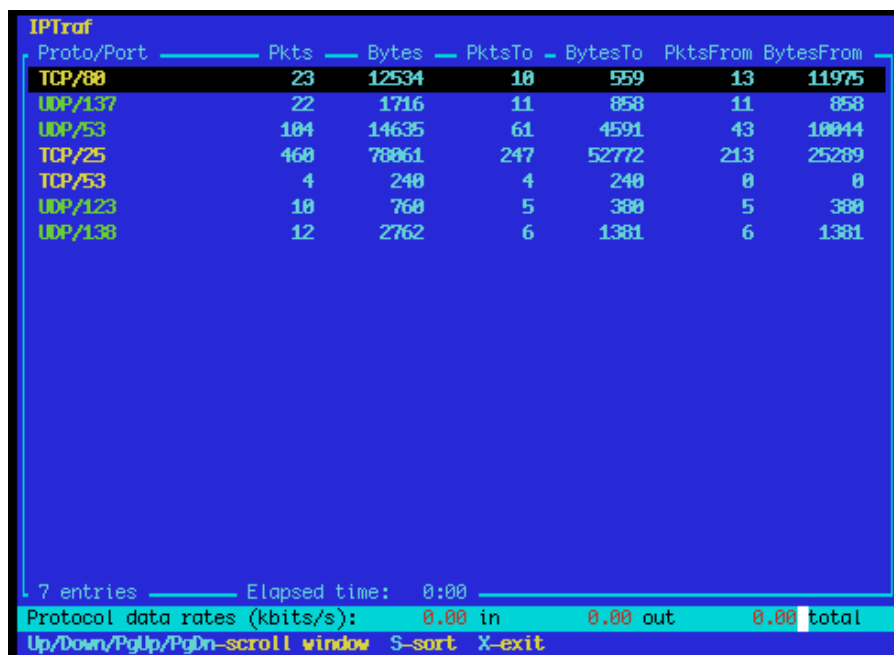 IPTraf
Proto/Port Pkts Bytes PktsTo BytesTo PktsFrom BytesFrom
TCP/80 23 12534 10 559 13 11975
UDP/137 22 1716 11 858 11 858
UDP/53 104 14635 61 4591 43 10044
TCP/25 460 78061 247 52772 213 25289
TCP/53 4 240 4 240 0 0
UDP/123 10 760 5 380 5 380
UDP/138 12 2762 6 1381 6 1381
7 entries Elapsed time: 0:00
Protocol data rates (kbits/s): 0.00 in 0.00 out 0.00 total
Up/Down/PgUp/PgDn-scroll window S-sort X-exit